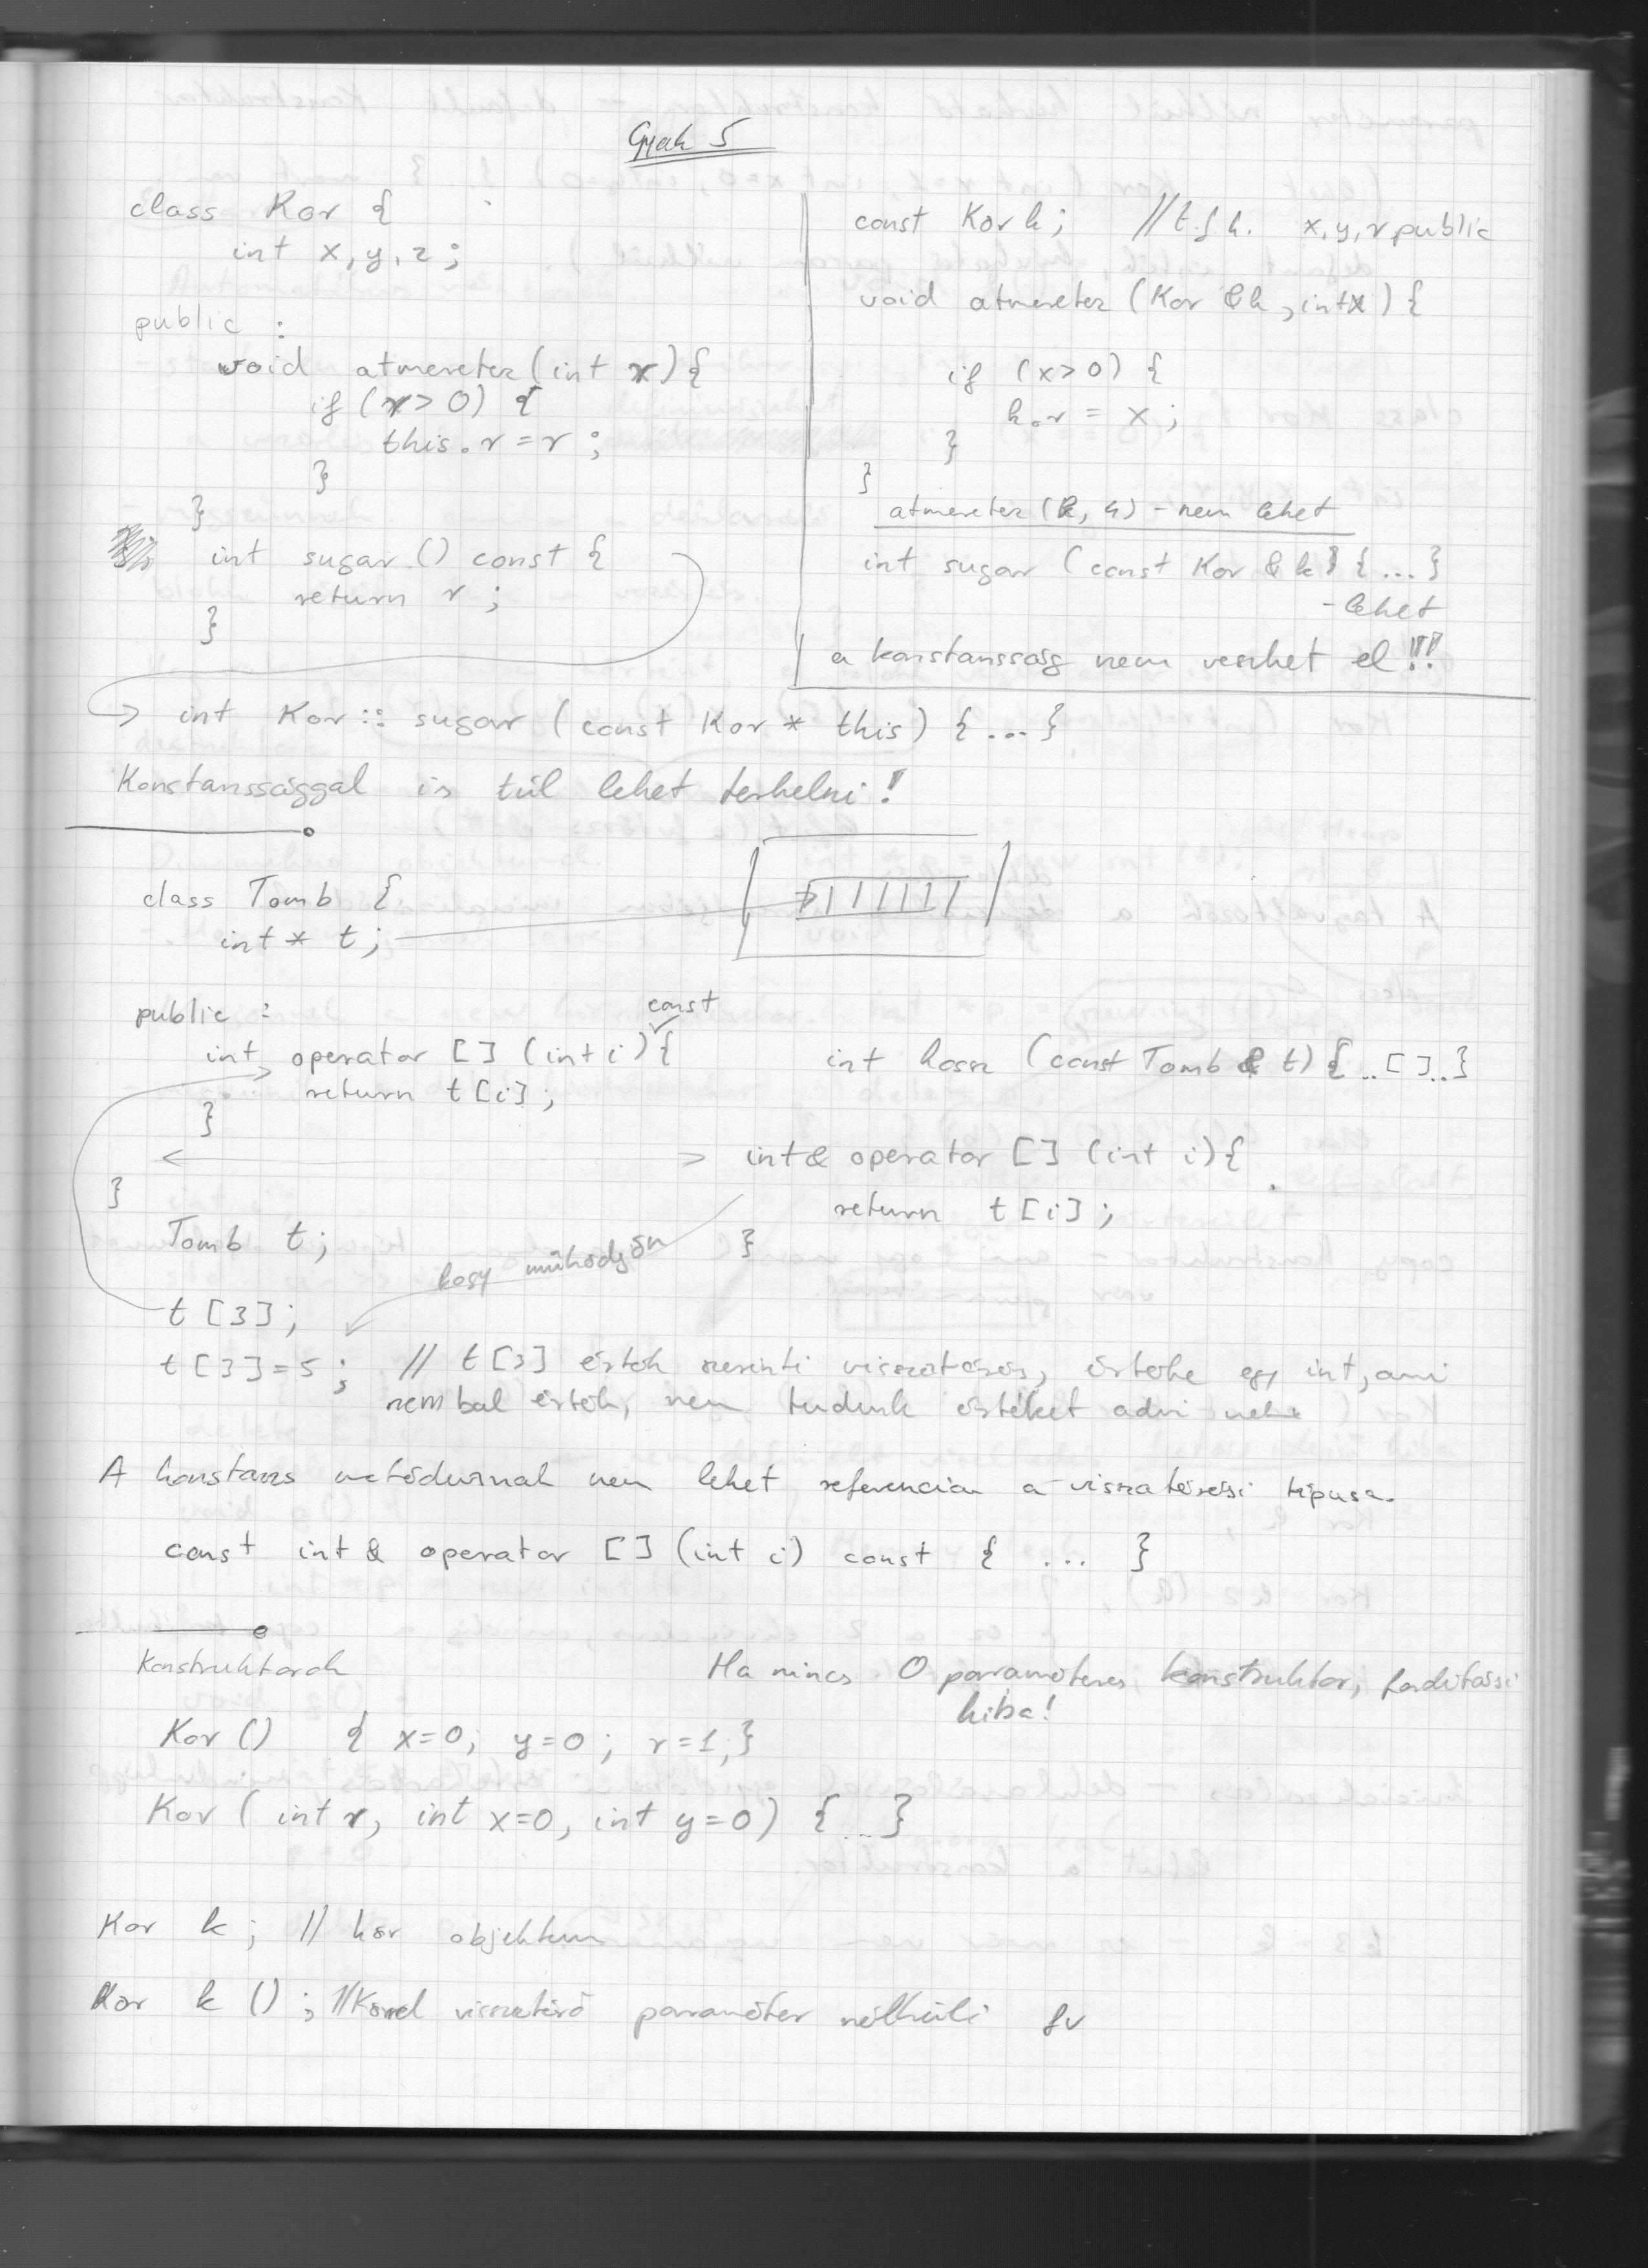 Gyak 5
class Kor {
int x, y, z;
public :
void atmeretez (int r) {
if (r > 0) {
this.r = r ;
}
}
int sugar () const {
return r ;
}
const Kor k; // t.f.h. x, y, r public
void atmeretez (Kor &k, int x) {
if (x > 0) {
k.r = x ;
}
}
atmeretez (k, 4) - nem lehet
int sugar (const Kor & k) { ... }
- lehet
a konstansság nem veszhet el !!!
int Kor :: sugar (const Kor * this) { ... }
Konstanssággal is túl lehet terhelni !
class Tomb {
int * t ;
public :
const
int operator [] (int i) {
return t [i] ;
}
int hossz (const Tomb & t) { .. [] .. }
int & operator [] (int i) {
return t [i] ;
}
}
Tomb t ;
hogy működjön
t [3] ;
t [3] = 5 ; // t [3] érték szerinti visszatérés, értéke egy int, ami
nem bal érték, nem tudunk értéket adni neki
A konstans metódusnak nem lehet referencia a visszatérési típusa.
const int & operator [] (int i) const { ... }
Konstruktorok
Ha nincs 0 paraméteres konstruktor, fordítási
hiba!
Kor () { x=0; y=0 ; r=1; }
Kor ( int r, int x=0, int y=0) { ... }
Kor k ; // kör objektum
Kor k () ; // Körrel visszatérő paraméter nélküli fv